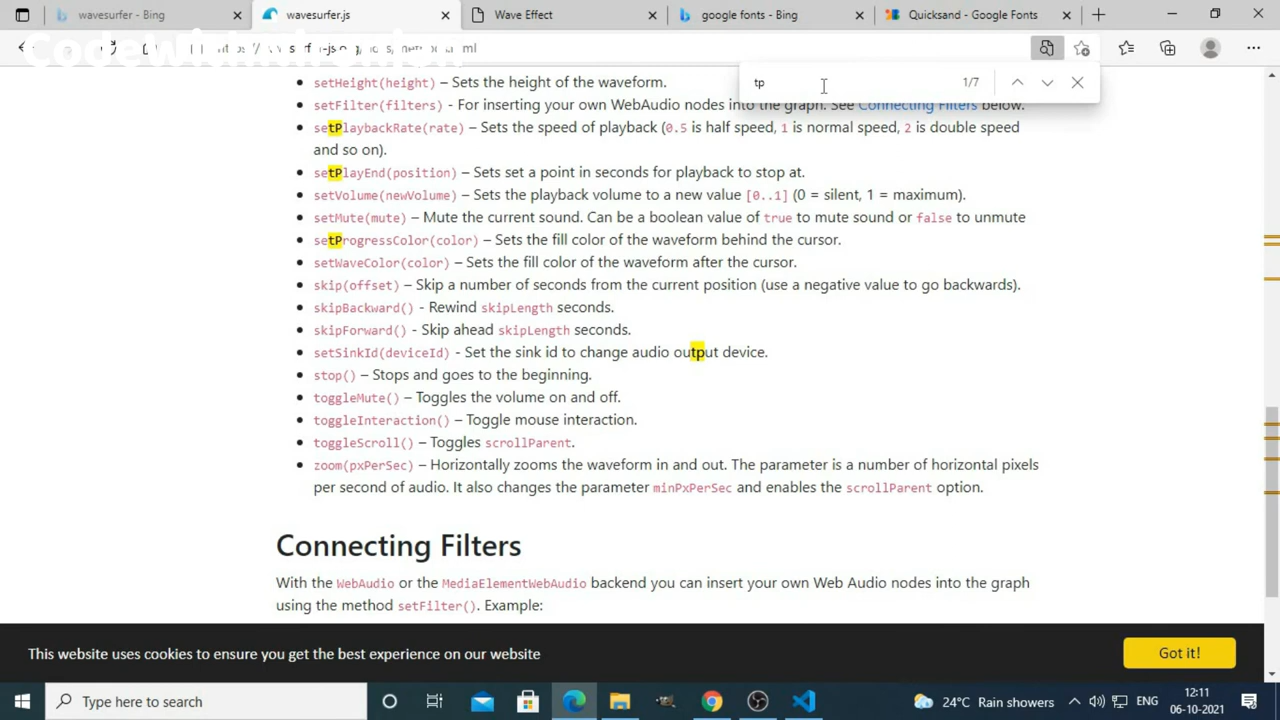 wavesurfer - Bing
wavesurfer.js
Wave Effect
google fonts - Bing
Quicksand - Google Fonts
tp
1/7
setHeight(height) – Sets the height of the waveform.
setFilter(filters) - For inserting your own WebAudio nodes into the graph. See Connecting Filters below.
setPlaybackRate(rate) – Sets the speed of playback (0.5 is half speed, 1 is normal speed, 2 is double speed
and so on).
setPlayEnd(position) – Sets set a point in seconds for playback to stop at.
setVolume(newVolume) – Sets the playback volume to a new value [0..1] (0 = silent, 1 = maximum).
setMute(mute) – Mute the current sound. Can be a boolean value of true to mute sound or false to unmute
setProgressColor(color) – Sets the fill color of the waveform behind the cursor.
setWaveColor(color) – Sets the fill color of the waveform after the cursor.
skip(offset) – Skip a number of seconds from the current position (use a negative value to go backwards).
skipBackward() - Rewind skipLength seconds.
skipForward() - Skip ahead skipLength seconds.
setSinkId(deviceId) - Set the sink id to change audio output device.
stop() – Stops and goes to the beginning.
toggleMute() – Toggles the volume on and off.
toggleInteraction() – Toggle mouse interaction.
toggleScroll() – Toggles scrollParent.
zoom(pxPerSec) – Horizontally zooms the waveform in and out. The parameter is a number of horizontal pixels
per second of audio. It also changes the parameter minPxPerSec and enables the scrollParent option.
Connecting Filters
With the WebAudio or the MediaElementWebAudio backend you can insert your own Web Audio nodes into the graph
using the method setFilter(). Example:
This website uses cookies to ensure you get the best experience on our website
Got it!
Type here to search
24°C Rain showers
ENG
12:11
06-10-2021